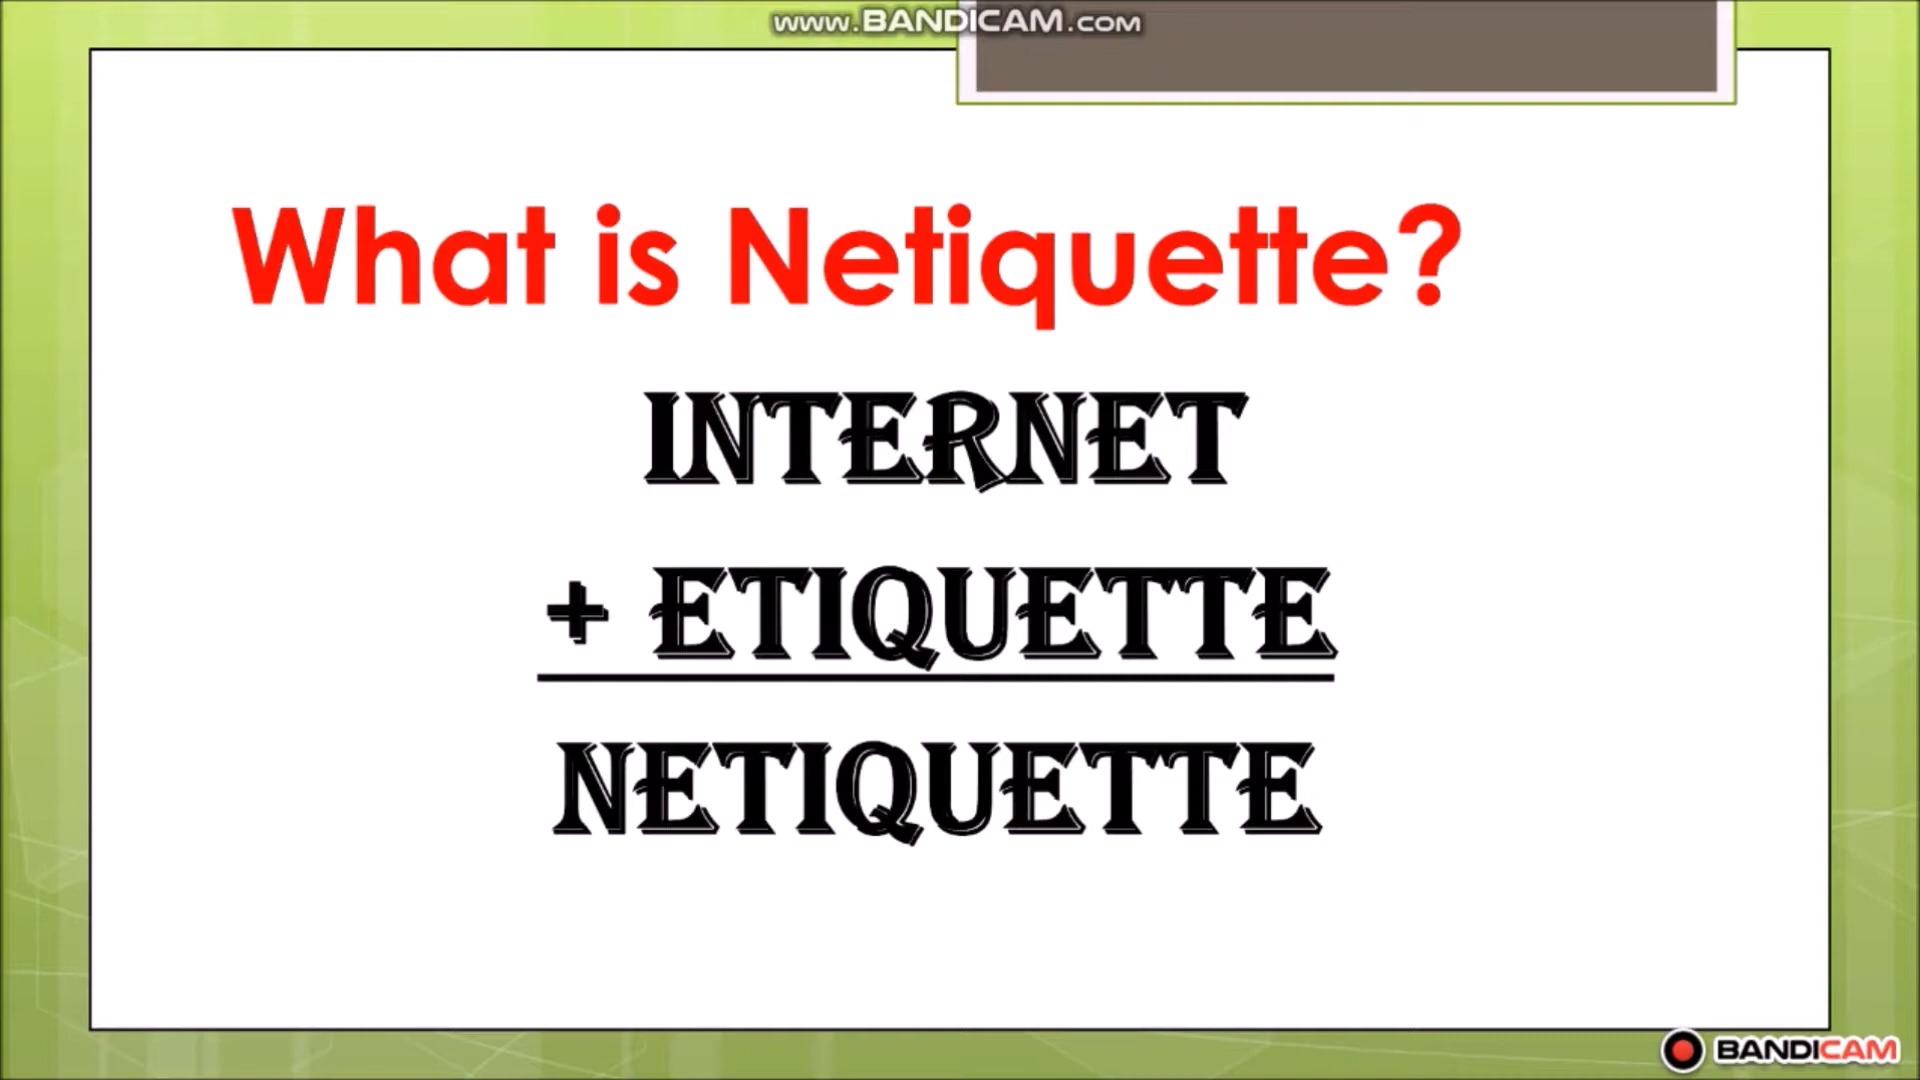 www.BANDICAM.com
What is Netiquette?
INTERNET
+ ETIQUETTE
NETIQUETTE
BANDICAM